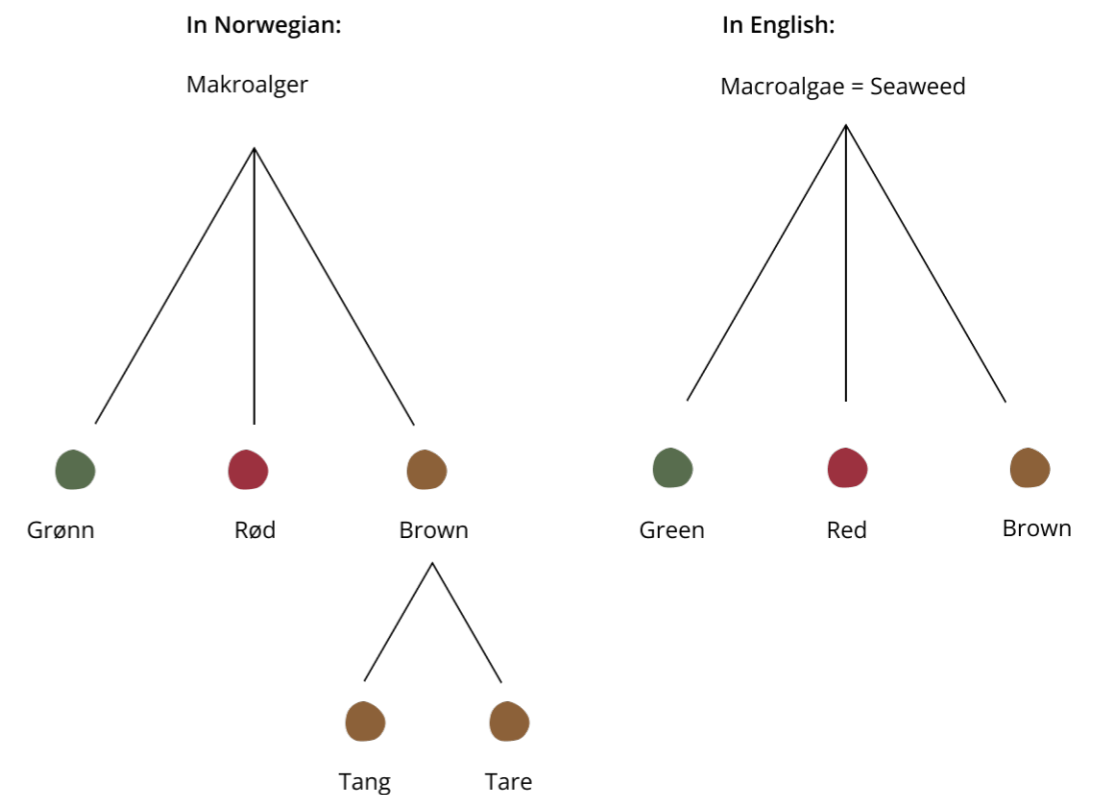 In Norwegian:
Makroalger
Grønn
Rød
Brown
Tang
Tare
In English:
Macroalgae = Seaweed
Green
Red
Brown